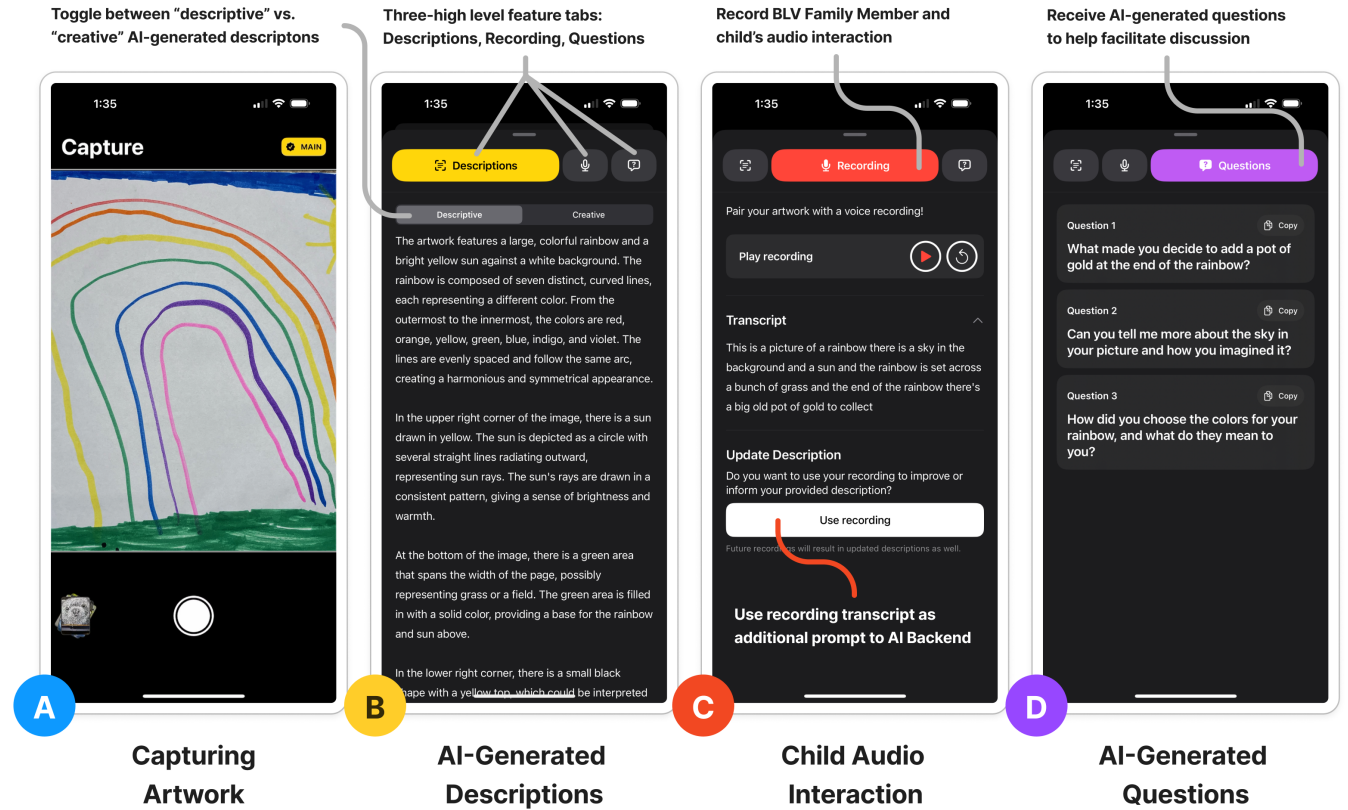 Toggle between “descriptive” vs.
“creative” AI-generated descriptons
Three-high level feature tabs:
Descriptions, Recording, Questions
Record BLV Family Member and
child’s audio interaction
Receive AI-generated questions
to help facilitate discussion
1:35
Capture
MAIN
A
Capturing
Artwork
1:35
Descriptions
Descriptive
Creative
The artwork features a large, colorful rainbow and a
bright yellow sun against a white background. The
rainbow is composed of seven distinct, curved lines,
each representing a different color. From the
outermost to the innermost, the colors are red,
orange, yellow, green, blue, indigo, and violet. The
lines are evenly spaced and follow the same arc,
creating a harmonious and symmetrical appearance.
In the upper right corner of the image, there is a sun
drawn in yellow. The sun is depicted as a circle with
several straight lines radiating outward,
representing sun rays. The sun's rays are drawn in a
consistent pattern, giving a sense of brightness and
warmth.
At the bottom of the image, there is a green area
that spans the width of the page, possibly
representing grass or a field. The green area is filled
in with a solid color, providing a base for the rainbow
and sun above.
In the lower right corner, there is a small black
shape with a yellow top, which could be interpreted
B
AI-Generated
Descriptions
1:35
Recording
Pair your artwork with a voice recording!
Play recording
Transcript
This is a picture of a rainbow there is a sky in the
background and a sun and the rainbow is set across
a bunch of grass and the end of the rainbow there's
a big old pot of gold to collect
Update Description
Do you want to use your recording to improve or
inform your provided description?
Use recording
Future recordings will result in updated descriptions as well.
Use recording transcript as
additional prompt to AI Backend
C
Child Audio
Interaction
1:35
Questions
Question 1
Copy
What made you decide to add a pot of
gold at the end of the rainbow?
Question 2
Copy
Can you tell me more about the sky in
your picture and how you imagined it?
Question 3
Copy
How did you choose the colors for your
rainbow, and what do they mean to
you?
D
AI-Generated
Questions